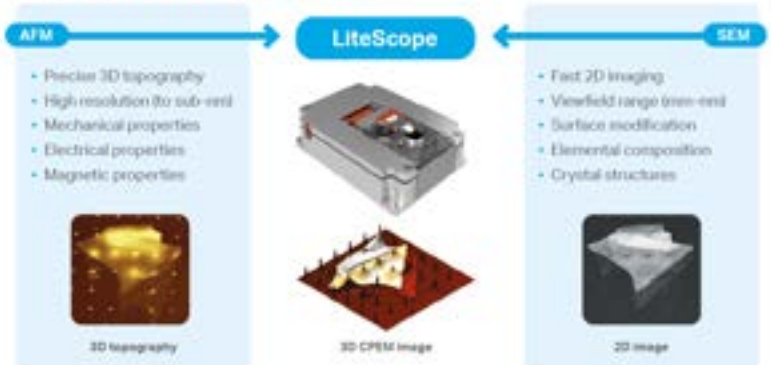 AFM
LiteScope
SEM
• Precise 3D topography
• High resolution (to sub-nm)
• Mechanical properties
• Electrical properties
• Magnetic properties
• Fast 2D imaging
• Viewfield range (mm-nm)
• Surface modification
• Elemental composition
• Crystal structures
3D topography
3D CPEM image
2D image